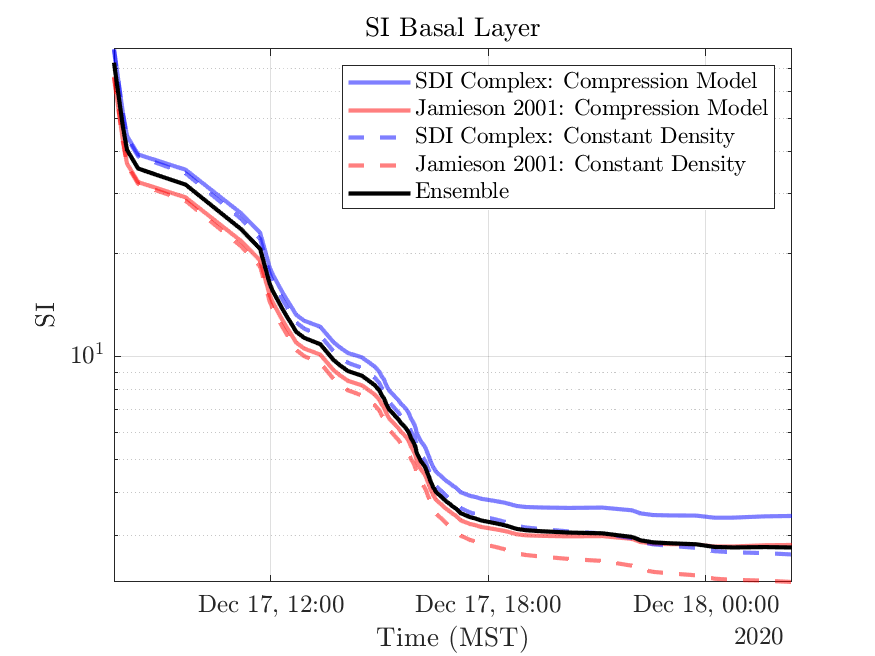 SI Basal Layer
SDI Complex: Compression Model
Jamieson 2001: Compression Model
SDI Complex: Constant Density
Jamieson 2001: Constant Density
Ensemble
SI
10¹
Dec 17, 12:00
Dec 17, 18:00
Dec 18, 00:00
Time (MST)
2020